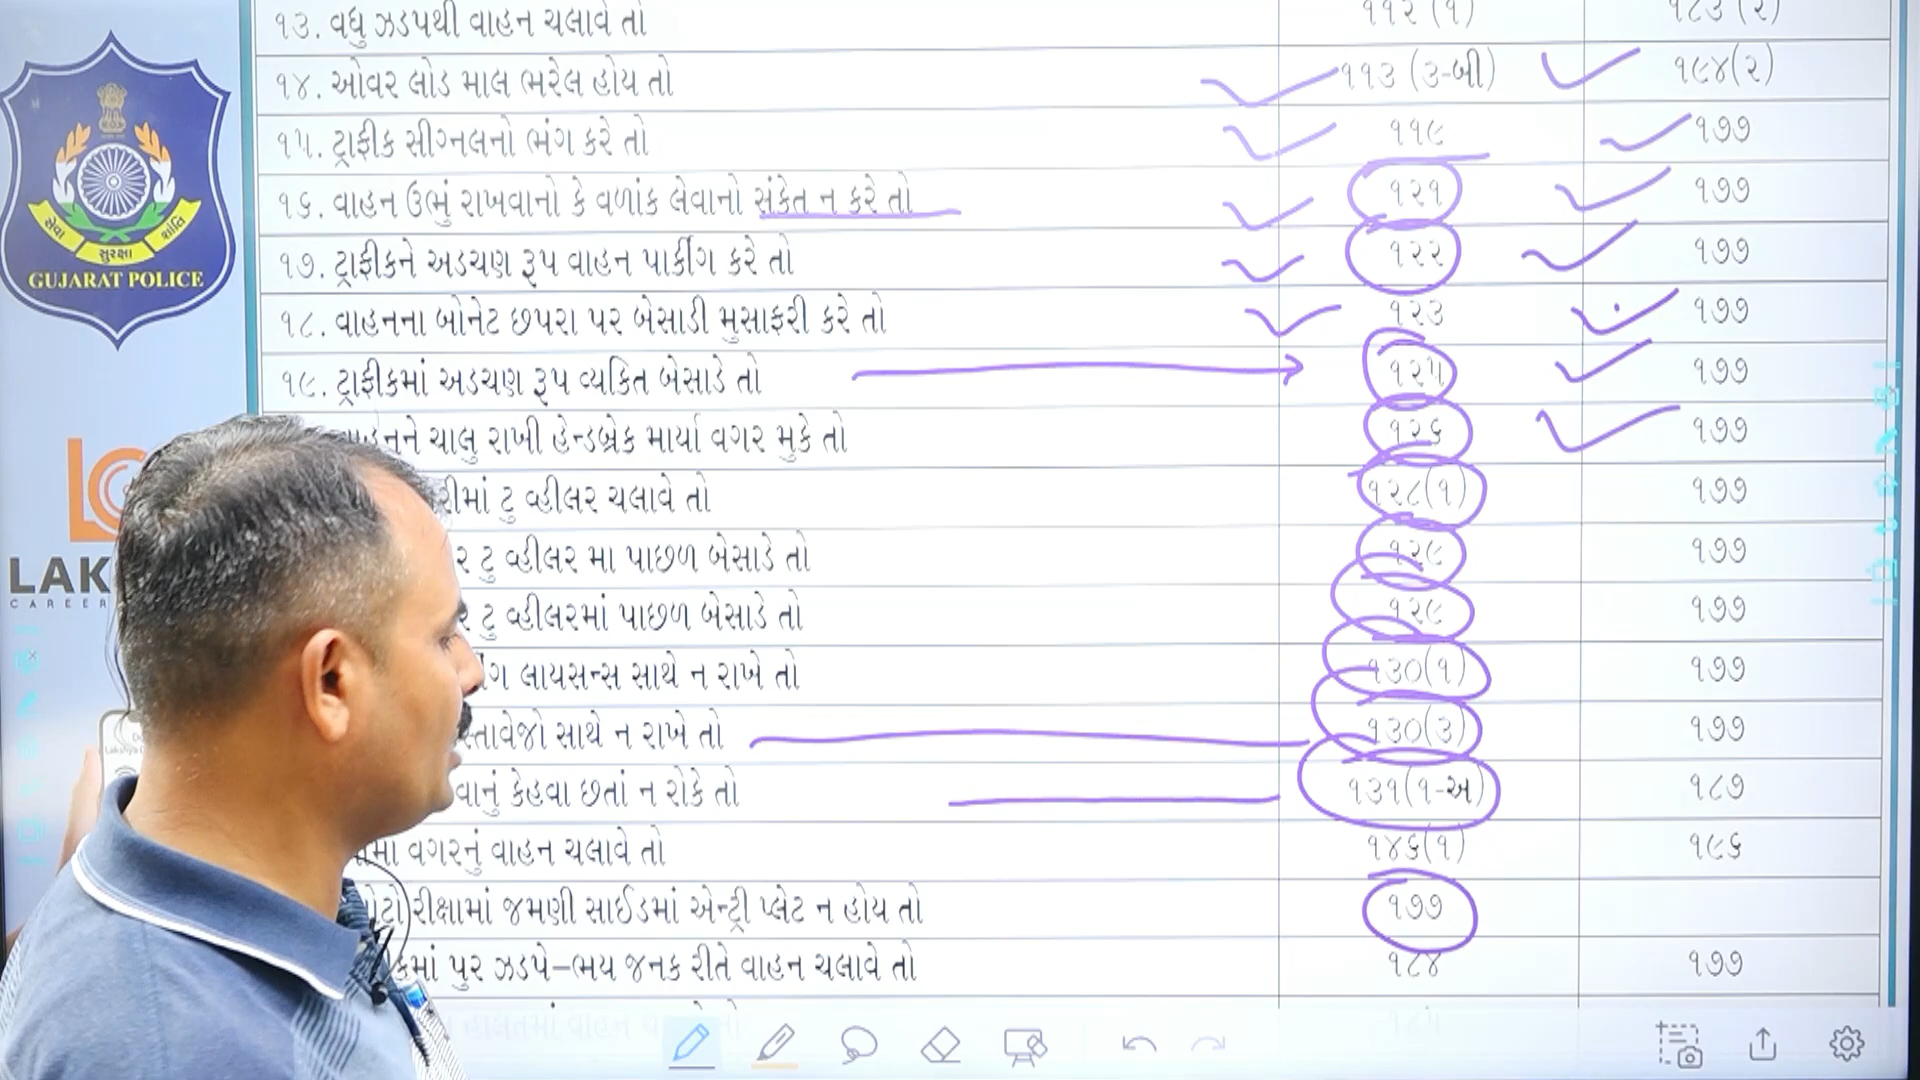 ૧૩. વધુ ઝડપથી વાહન ચલાવે તો ૧૧૨ (૧) ૧૮૩ (૨)
૧૪. ઓવર લોડ માલ ભરેલ હોય તો ૧૧૩ (૩-બી) ૧૯૪(૨)
૧૫. ટ્રાફીક સીગ્નલનો ભંગ કરે તો ૧૧૯ ૧૭૭
૧૬. વાહન ઉભું રાખવાનો કે વળાંક લેવાનો સંકેત ન કરે તો ૧૨૧ ૧૭૭
૧૭. ટ્રાફીકને અડચણ રૂપ વાહન પાર્કીગ કરે તો ૧૨૨ ૧૭૭
૧૮. વાહનના બોનેટ છપરા પર બેસાડી મુસાફરી કરે તો ૧૨૩ ૧૭૭
૧૯. ટ્રાફીકમાં અડચણ રૂપ વ્યકિત બેસાડે તો ૧૨૫ ૧૭૭
ચાલુ રાખી હેન્ડબ્રેક માર્યા વગર મુકે તો ૧૨૬ ૧૭૭
ટુ વ્હીલર ચલાવે તો ૧૨૮(૧) ૧૭૭
ટુ વ્હીલર મા પાછળ બેસાડે તો ૧૨૯ ૧૭૭
ટુ વ્હીલરમાં પાછળ બેસાડે તો ૧૨૯ ૧૭૭
લાયસન્સ સાથે ન રાખે તો ૧૩૦(૧) ૧૭૭
સાથે ન રાખે તો ૧૩૦(૩) ૧૭૭
કેહવા છતાં ન રોકે તો ૧૩૧(૧-અ) ૧૮૭
વગરનું વાહન ચલાવે તો ૧૪૬(૧) ૧૯૬
રીક્ષામાં જમણી સાઈડમાં એન્ટ્રી પ્લેટ ન હોય તો ૧૭૭
પુર ઝડપે–ભય જનક રીતે વાહન ચલાવે તો ૧૮૪ ૧૭૭
સેવા સુરક્ષા શાંતિ
GUJARAT POLICE
LAK
CAREER